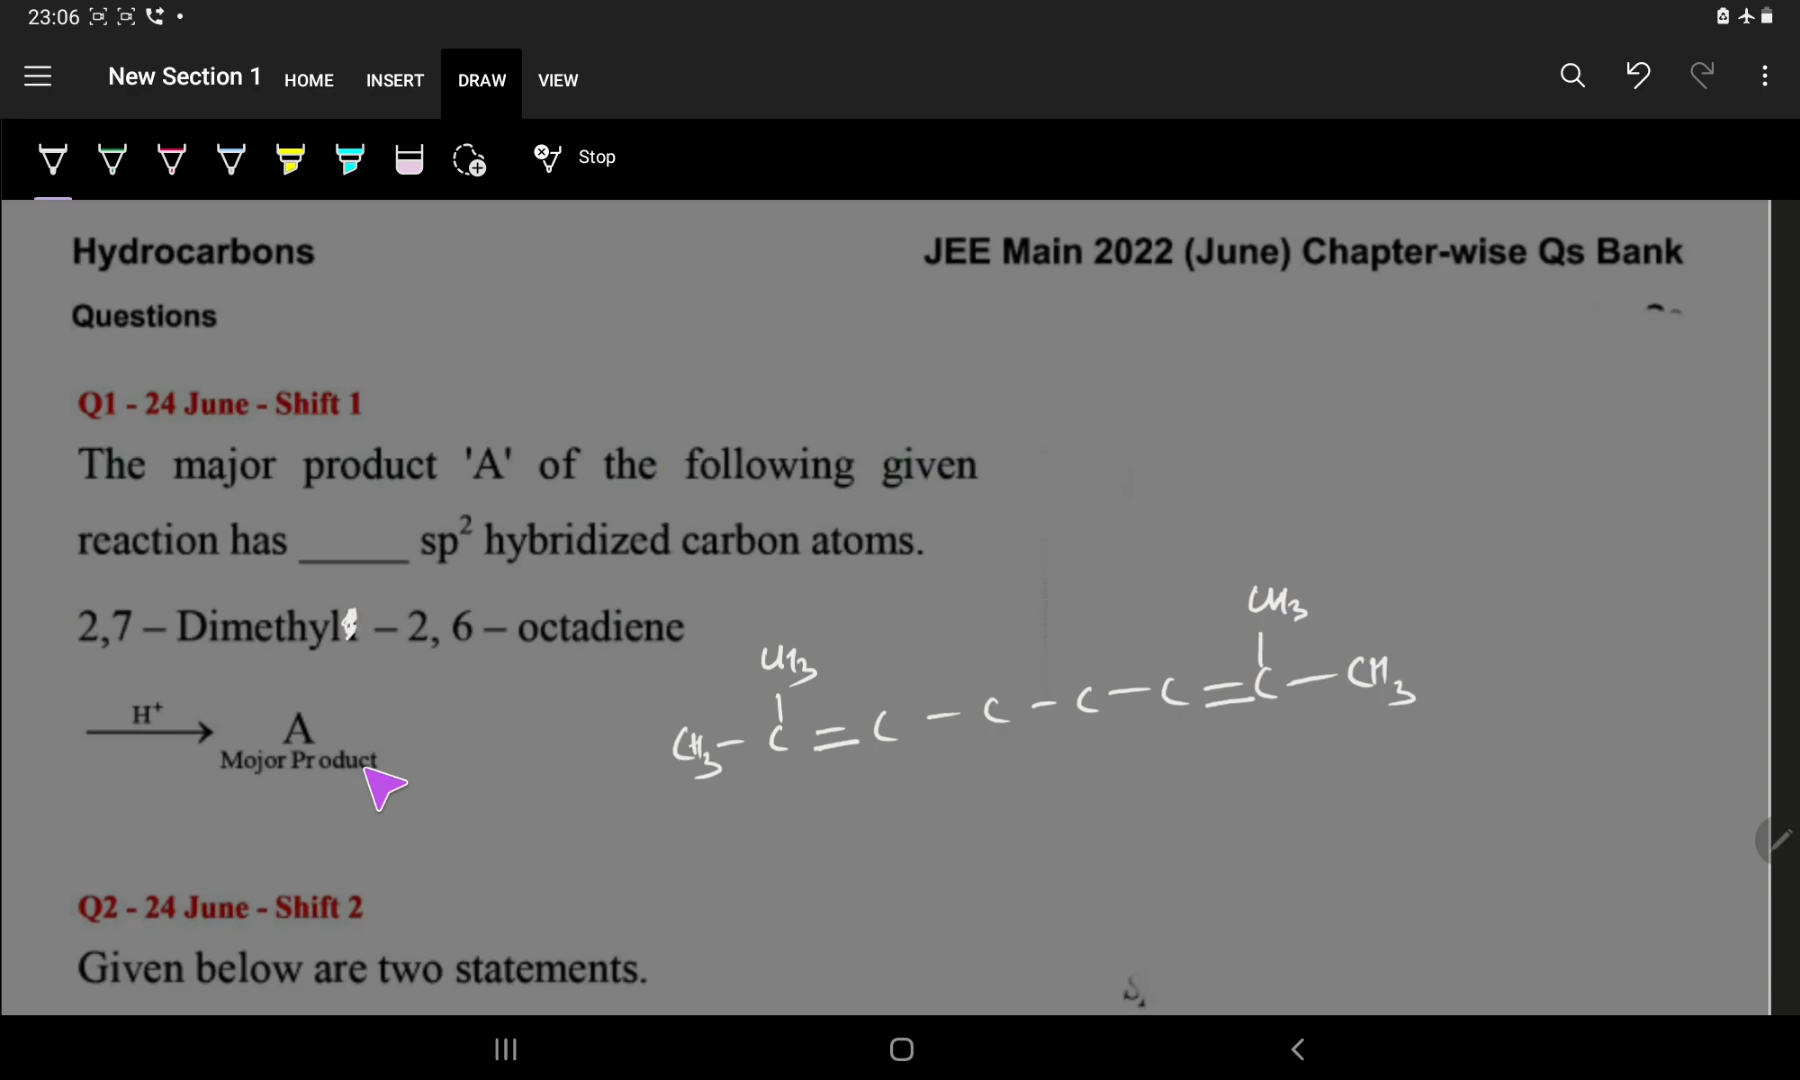 23:06
New Section 1 HOME INSERT DRAW VIEW
Stop
Hydrocarbons
JEE Main 2022 (June) Chapter-wise Qs Bank
Questions
Q1 - 24 June - Shift 1
The major product 'A' of the following given
reaction has ______ sp² hybridized carbon atoms.
2,7 – Dimethyl – 2, 6 – octadiene
H⁺
A
Mojor Product
CH₃ CH₃
CH₃ – C = C – C – C – C = C – CH₃
Q2 - 24 June - Shift 2
Given below are two statements.